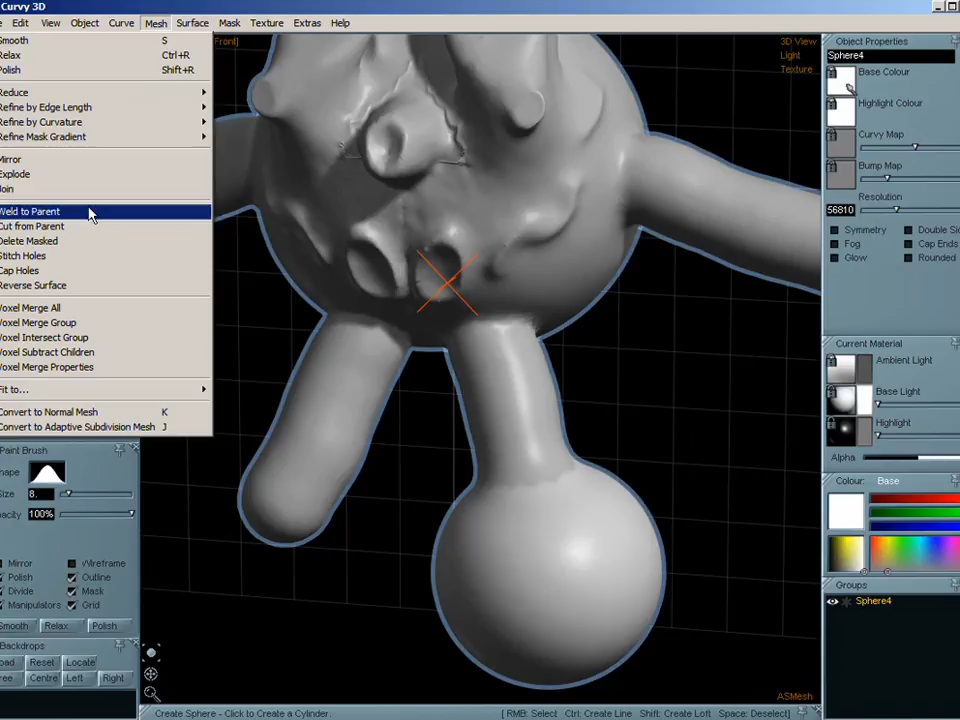 Curvy 3D
Edit View Object Curve Mesh Surface Mask Texture Extras Help
Smooth S
Relax Ctrl+R
Polish Shift+R
Reduce
Refine by Edge Length
Refine by Curvature
Refine Mask Gradient
Mirror
Explode
Join
Weld to Parent
Cut from Parent
Delete Masked
Stitch Holes
Cap Holes
Reverse Surface
Voxel Merge All
Voxel Merge Group
Voxel Intersect Group
Voxel Subtract Children
Voxel Merge Properties
Fit to...
Convert to Normal Mesh K
Convert to Adaptive Subdivision Mesh J
Front]
3D View
Light
Texture
Object Properties
Sphere4
Base Colour
Highlight Colour
Curvy Map
Bump Map
Resolution
56810
Symmetry Double Si
Fog Cap Ends
Glow Rounded
Current Material
Ambient Light
Base Light
Highlight
Alpha
Colour: Base
Groups
Sphere4
Paint Brush
hape
Size 8.
pacity 100%
Mirror Wireframe
Polish Outline
Divide Mask
Manipulators Grid
Smooth Relax Polish
Backdrops
oad Reset Locate
ree Centre Left Right
ASMesh
Create Sphere - Click to Create a Cylinder.
[ RMB: Select Ctrl: Create Line Shift: Create Loft Space: Deselect]